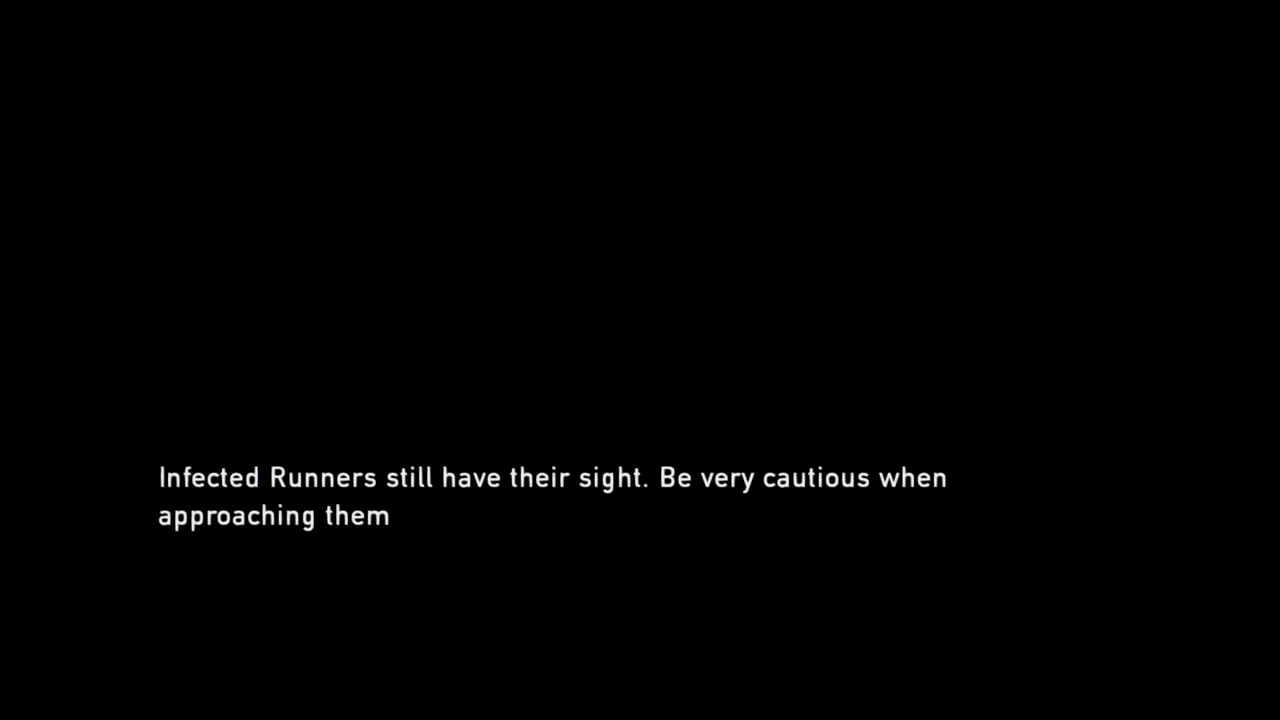 Infected Runners still have their sight. Be very cautious when
approaching them